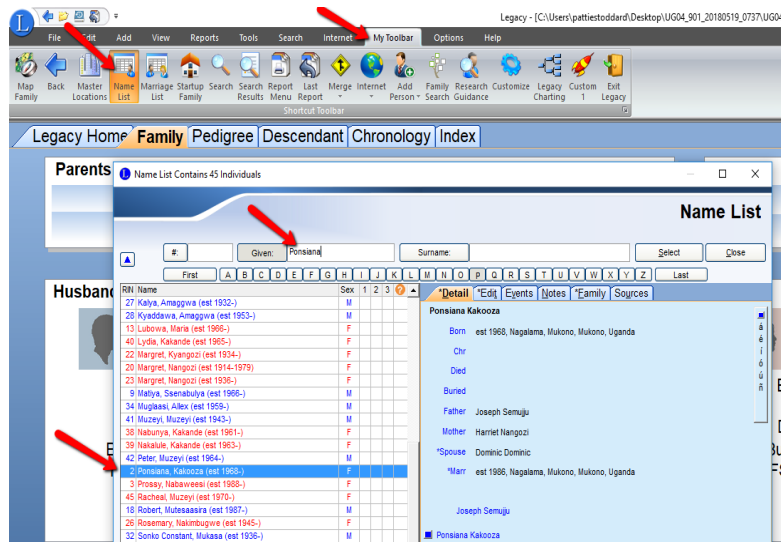 Legacy - [C:\Users\pattiestoddard\Desktop\UG04_901_20180519_0737\UG04
File Edit Add View Reports Tools Search Internet My Toolbar Options Help
Map Family Back Master Locations Name List Marriage List Startup Family Search Search Results Report Menu Last Report Merge Internet Add Person Family Search Research Guidance Customize Legacy Charting Custom 1 Exit Legacy
Shortcut Toolbar
Legacy Home Family Pedigree Descendant Chronology Index
Parents
L Name List Contains 45 Individuals
Name List
#: Given: Ponsiana Surname: Select Close
First A B C D E F G H I J K L M N O P Q R S T U V W X Y Z Last
Husban
RIN Name Sex 1 2 3 ?
27 Kalya, Amaggwa (est 1932-) M
28 Kyaddawa, Amaggwa (est 1953-) M
13 Lubowa, Maria (est 1966-) F
40 Lydia, Kakande (est 1965-) F
22 Margret, Kyangozi (est 1934-) F
20 Margret, Nangozi (est 1914-1979) F
23 Margret, Nangozi (est 1936-) F
9 Matiya, Ssenabulya (est 1966-) M
34 Muglaasi, Allex (est 1959-) M
41 Muzeyi, Muzeyi (est 1943-) M
38 Nabunya, Kakande (est 1961-) F
39 Nakalule, Kakande (est 1963-) F
42 Peter, Muzeyi (est 1964-) M
2 Ponsiana, Kakooza (est 1968-) F
3 Prossy, Nabaweesi (est 1988-) F
45 Racheal, Muzeyi (est 1970-) F
18 Robert, Mutesaasira (est 1987-) M
26 Rosemary, Nakimbugwe (est 1945-) F
32 Sonko Constant, Mukasa (est 1936-) M
*Detail *Edit Events Notes *Family Sources
Ponsiana Kakooza
Born est 1968, Nagalama, Mukono, Mukono, Uganda
Chr
Died
Buried
Father Joseph Semujju
Mother Harriet Nangozi
*Spouse Dominic Dominic
*Marr est 1986, Nagalama, Mukono, Mukono, Uganda
Joseph Semujju
Ponsiana Kakooza
á
é
í
ó
ú
ñ